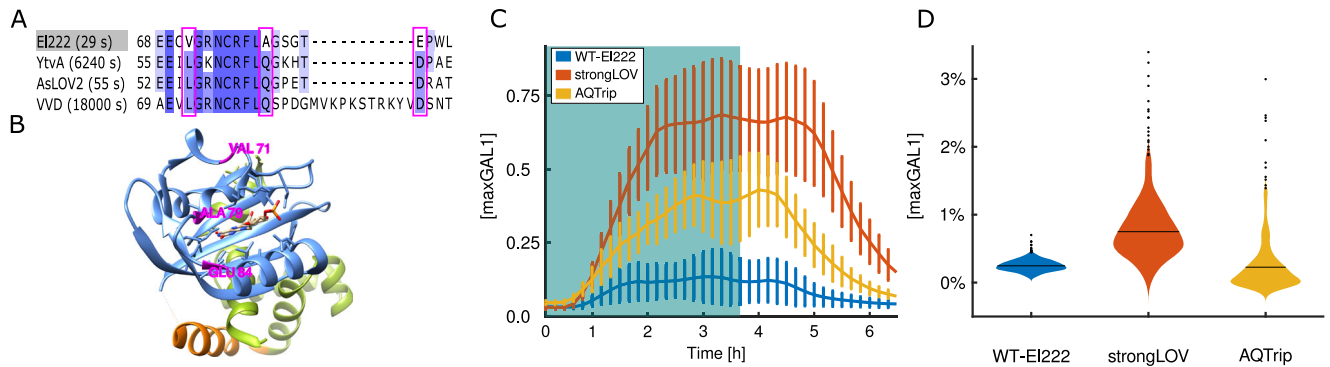 A
El222 (29 s) 68 EECVGRNCRFLAGSGT-----------EPWL
YtvA (6240 s) 55 EEILGKNCRFLQGKHT-----------DPAE
AsLOV2 (55 s) 52 EEILGRNCRFLQGPET-----------DRAT
VVD (18000 s) 69 AEVLGRNCRFLQSPDGMVKPKSTRKYVDSNT
B
VAL 71
ALA 79
GLU 84
C
[maxGAL1]
0.75
0.5
0.25
0.0
WT-El222
strongLOV
AQTrip
0 1 2 3 4 5 6
Time [h]
D
[maxGAL1]
3%
2%
1%
0%
WT-El222 strongLOV AQTrip